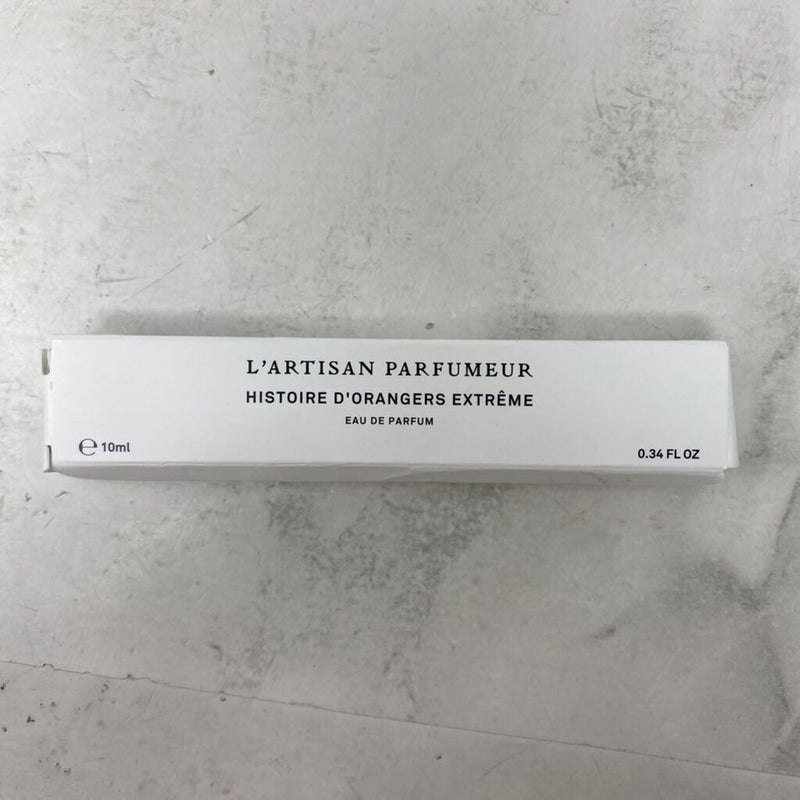 L'ARTISAN PARFUMEUR
HISTOIRE D'ORANGERS EXTRÊME
EAU DE PARFUM
℮ 10ml
0.34 FL OZ